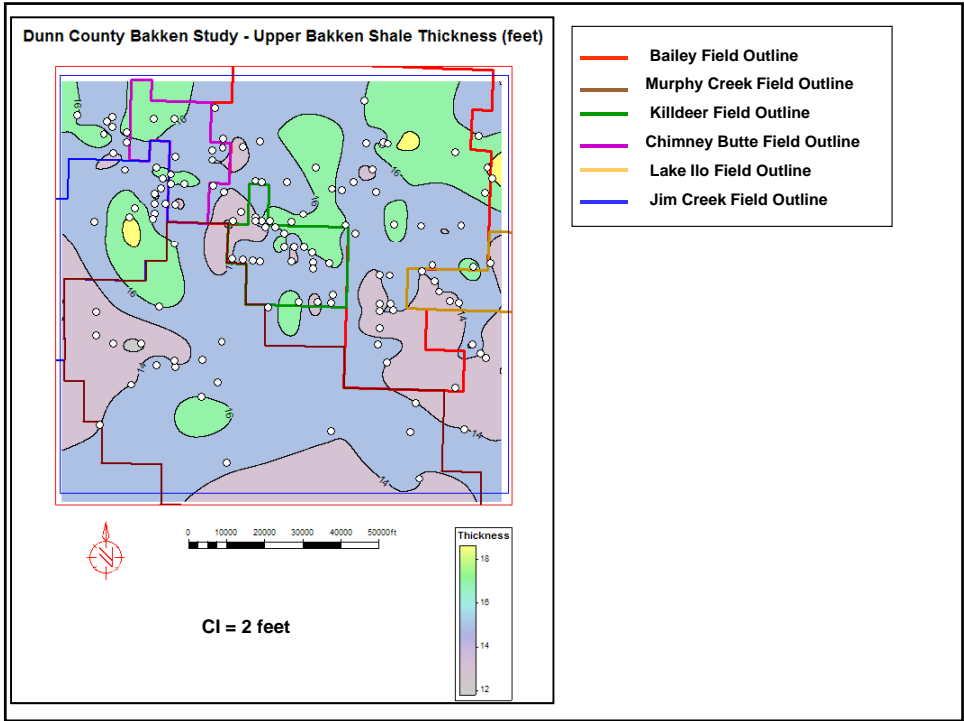 Dunn County Bakken Study - Upper Bakken Shale Thickness (feet)
Bailey Field Outline
Murphy Creek Field Outline
Killdeer Field Outline
Chimney Butte Field Outline
Lake Ilo Field Outline
Jim Creek Field Outline
16
16
16
16
16
14
14
16
14
14
N
0 10000 20000 30000 40000 50000ft
CI = 2 feet
Thickness
18
16
14
12